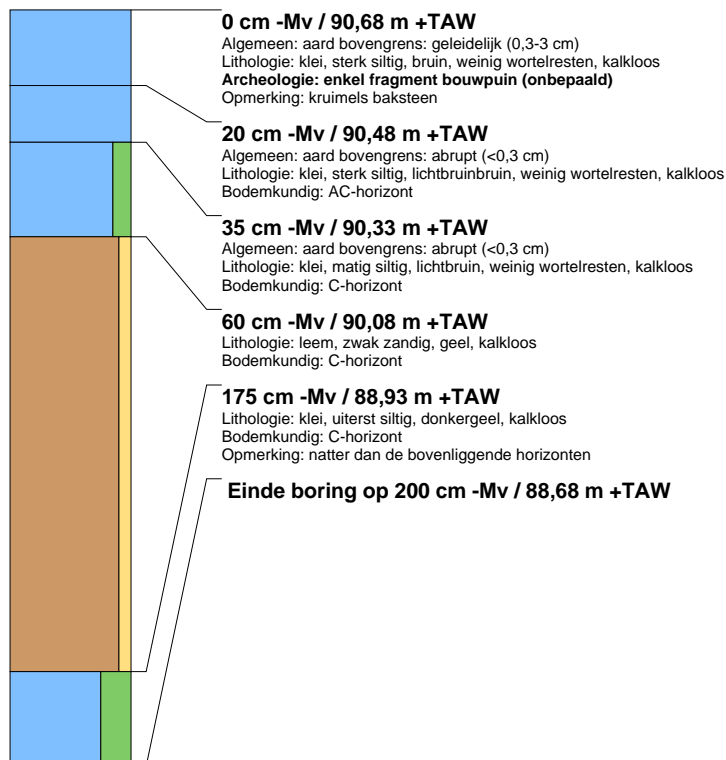 0 cm -Mv / 90,68 m +TAW
Algemeen: aard bovengrens: geleidelijk (0,3-3 cm)
Lithologie: klei, sterk siltig, bruin, weinig wortelresten, kalkloos
Archeologie: enkel fragment bouwpuin (onbepaald)
Opmerking: kruimels baksteen
20 cm -Mv / 90,48 m +TAW
Algemeen: aard bovengrens: abrupt (<0,3 cm)
Lithologie: klei, sterk siltig, lichtbruinbruin, weinig wortelresten, kalkloos
Bodemkundig: AC-horizont
35 cm -Mv / 90,33 m +TAW
Algemeen: aard bovengrens: abrupt (<0,3 cm)
Lithologie: klei, matig siltig, lichtbruin, weinig wortelresten, kalkloos
Bodemkundig: C-horizont
60 cm -Mv / 90,08 m +TAW
Lithologie: leem, zwak zandig, geel, kalkloos
Bodemkundig: C-horizont
175 cm -Mv / 88,93 m +TAW
Lithologie: klei, uiterst siltig, donkergeel, kalkloos
Bodemkundig: C-horizont
Opmerking: natter dan de bovenliggende horizonten
Einde boring op 200 cm -Mv / 88,68 m +TAW